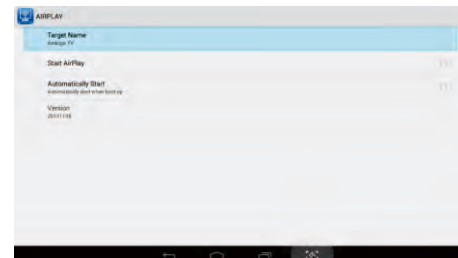 AIRPLAY
Target Name
Start AirPlay
Automatically Start
Automatically start when boot up
Version